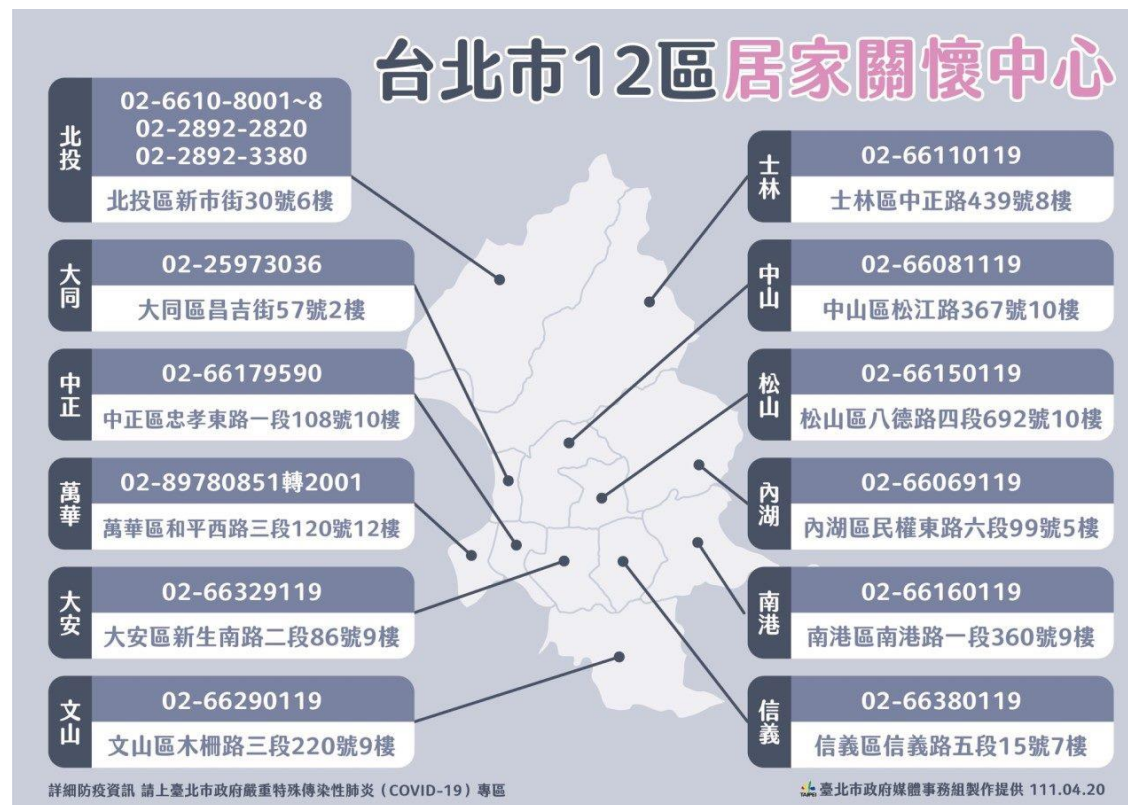 台北市12區居家關懷中心
北投
02-6610-8001~8
02-2892-2820
02-2892-3380
北投區新市街30號6樓
大同
02-25973036
大同區昌吉街57號2樓
中正
02-66179590
中正區忠孝東路一段108號10樓
萬華
02-89780851轉2001
萬華區和平西路三段120號12樓
大安
02-66329119
大安區新生南路二段86號9樓
文山
02-66290119
文山區木柵路三段220號9樓
士林
02-66110119
士林區中正路439號8樓
中山
02-66081119
中山區松江路367號10樓
松山
02-66150119
松山區八德路四段692號10樓
內湖
02-66069119
內湖區民權東路六段99號5樓
南港
02-66160119
南港區南港路一段360號9樓
信義
02-66380119
信義區信義路五段15號7樓
詳細防疫資訊 請上臺北市政府嚴重特殊傳染性肺炎（COVID-19）專區
TAIPEI 臺北市政府媒體事務組製作提供 111.04.20